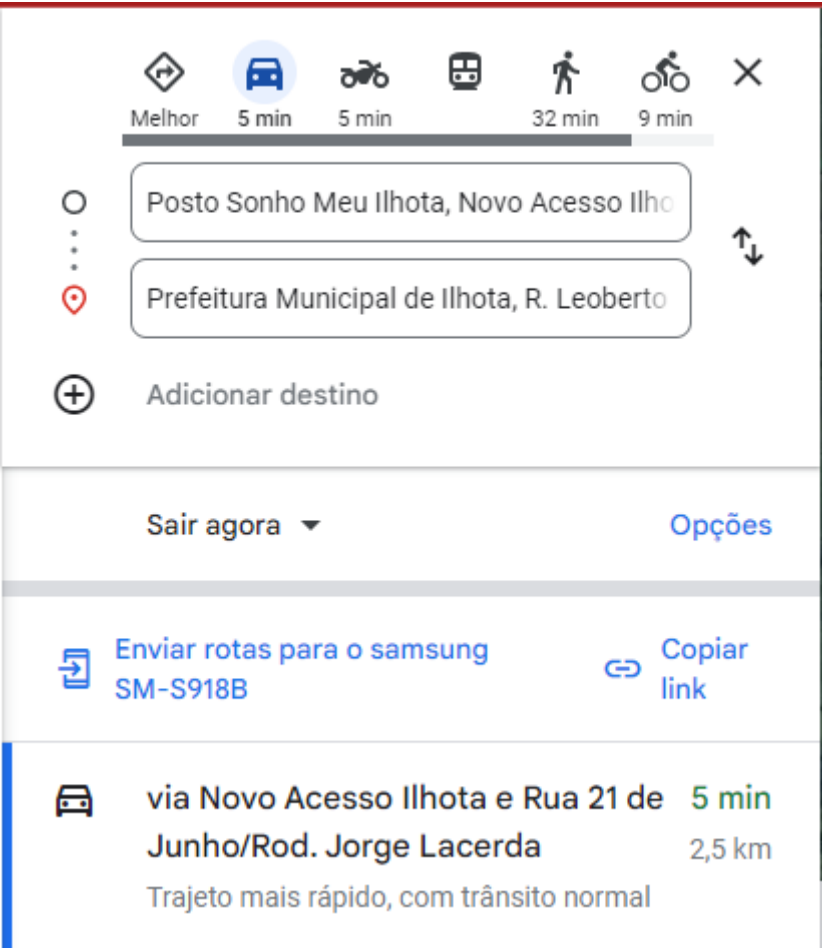 Melhor 5 min 5 min 32 min 9 min
Posto Sonho Meu Ilhota, Novo Acesso Ilho
Prefeitura Municipal de Ilhota, R. Leoberto
Adicionar destino
Sair agora Opções
Enviar rotas para o samsung
SM-S918B
Copiar
link
via Novo Acesso Ilhota e Rua 21 de 5 min
Junho/Rod. Jorge Lacerda 2,5 km
Trajeto mais rápido, com trânsito normal